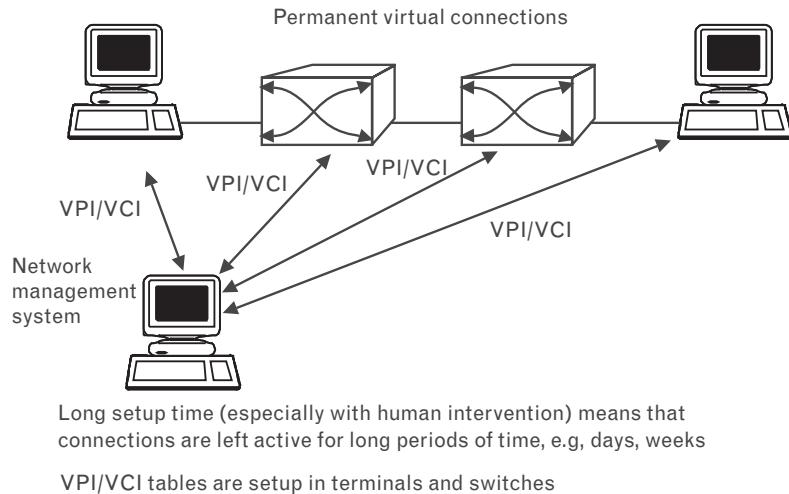 Permanent virtual connections
VPI/VCI
VPI/VCI
VPI/VCI
VPI/VCI
Network
management
system
Long setup time (especially with human intervention) means that
connections are left active for long periods of time, e.g, days, weeks
VPI/VCI tables are setup in terminals and switches